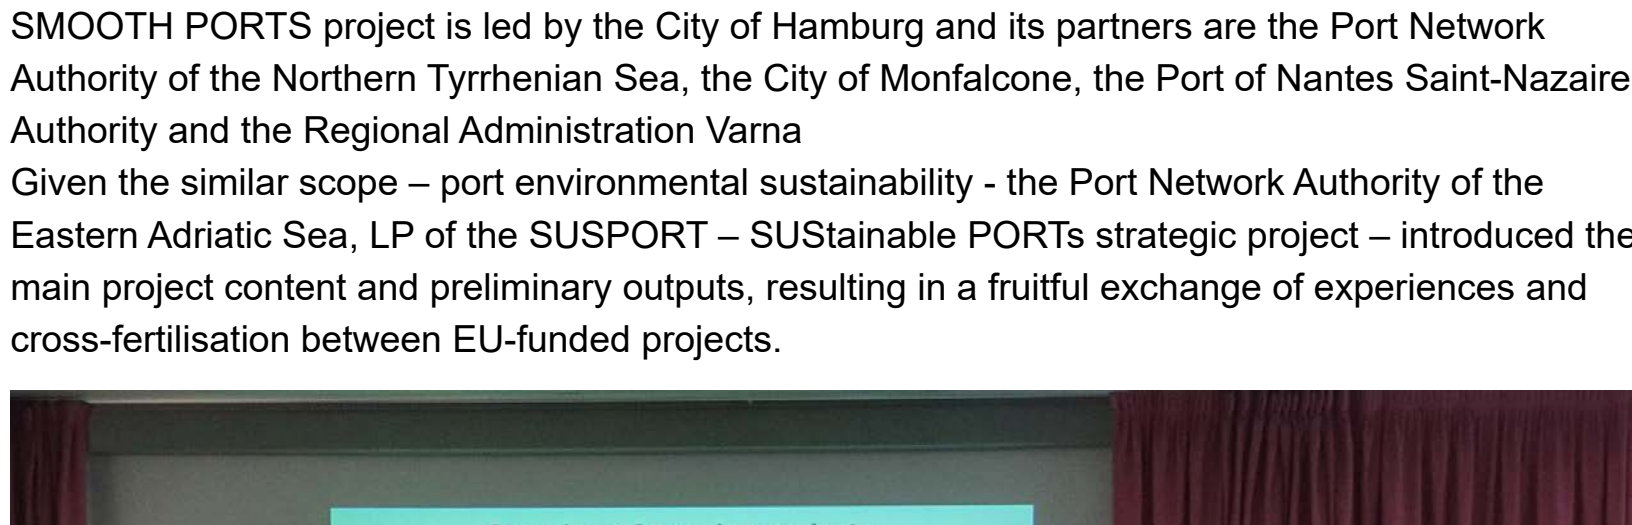 SMOOTH PORTS project is led by the City of Hamburg and its partners are the Port Network
Authority of the Northern Tyrrhenian Sea, the City of Monfalcone, the Port of Nantes Saint-Nazaire
Authority and the Regional Administration Varna
Given the similar scope – port environmental sustainability - the Port Network Authority of the
Eastern Adriatic Sea, LP of the SUSPORT – SUStainable PORTs strategic project – introduced the
main project content and preliminary outputs, resulting in a fruitful exchange of experiences and
cross-fertilisation between EU-funded projects.